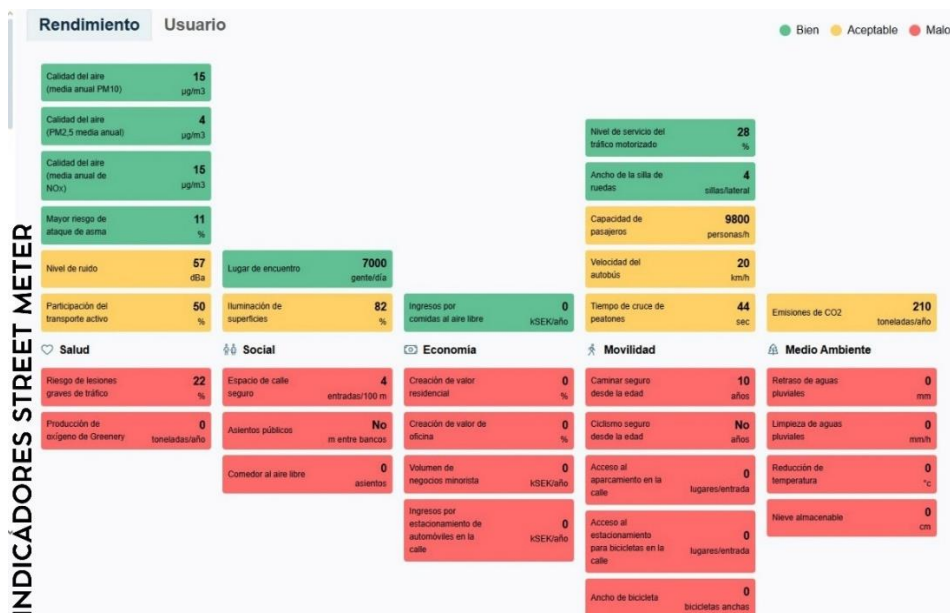 Rendimiento Usuario
Bien Aceptable Malo
INDICÁDORES STREET METER
Calidad del aire
(media anual PM10)
15
µg/m3
Calidad del aire
(PM2,5 media anual)
4
µg/m3
Calidad del aire
(media anual de
NOx)
15
µg/m3
Mayor riesgo de
ataque de asma
11
%
Nivel de ruido
57
dBa
Participación del
transporte activo
50
%
Salud
Riesgo de lesiones
graves de tráfico
22
%
Producción de
oxígeno de Greenery
0
toneladas/año
Lugar de encuentro
7000
gente/día
Iluminación de
superficies
82
%
Social
Espacio de calle
seguro
4
entradas/100 m
Asientos públicos
No
m entre bancos
Comedor al aire libre
0
asientos
Ingresos por
comidas al aire libre
0
kSEK/año
Economía
Creación de valor
residencial
0
%
Creación de valor de
oficina
0
%
Volumen de
negocios minorista
0
kSEK/año
Ingresos por
estacionamiento de
automóviles en la
calle
0
kSEK/año
Nivel de servicio del
tráfico motorizado
28
%
Ancho de la silla de
ruedas
4
sillas/lateral
Capacidad de
pasajeros
9800
personas/h
Velocidad del
autobús
20
km/h
Tiempo de cruce de
peatones
44
sec
Movilidad
Caminar seguro
desde la edad
10
años
Ciclismo seguro
desde la edad
No
años
Acceso al
aparcamiento en la
calle
0
lugares/entrada
Acceso al
estacionamiento
para bicicletas en la
calle
0
lugares/entrada
Ancho de bicicleta
0
bicicletas anchas
Emisiones de CO2
210
toneladas/año
Medio Ambiente
Retraso de aguas
pluviales
0
mm
Limpieza de aguas
pluviales
0
mm/h
Reducción de
temperatura
0
°c
Nieve almacenable
0
cm